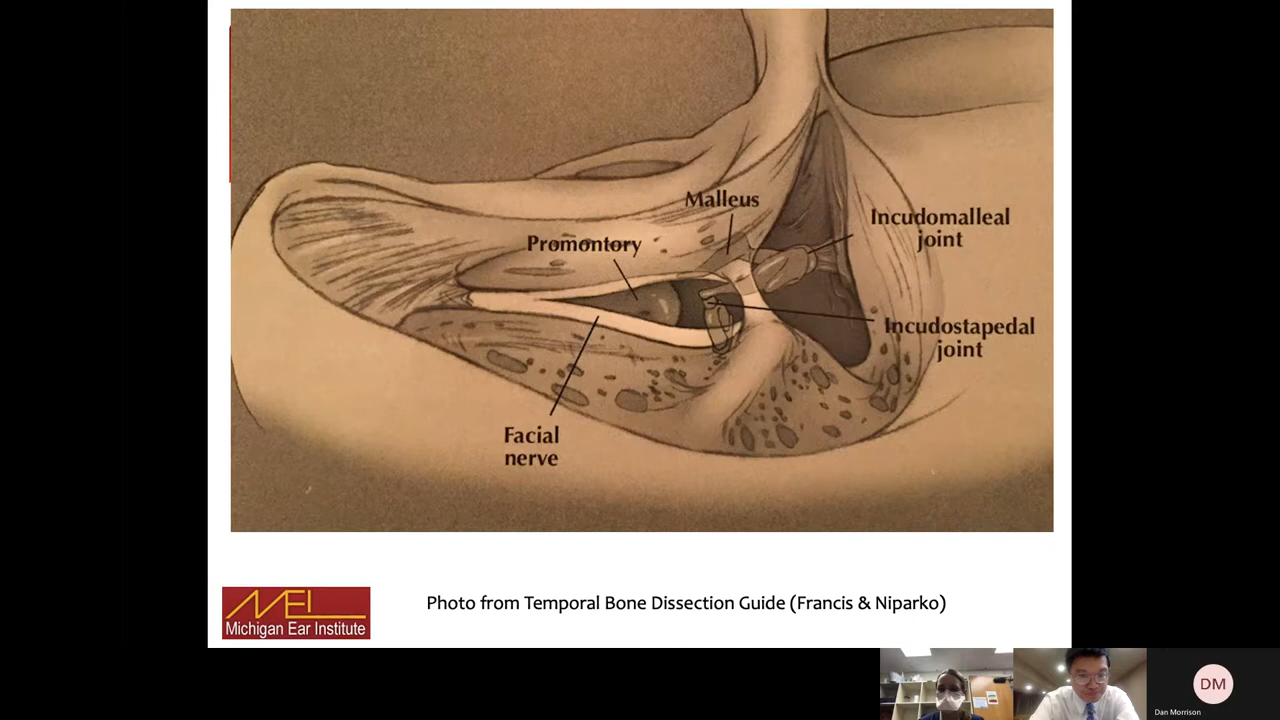 Malleus
Incudomalleal
joint
Promontory
Incudostapedal
joint
Facial
nerve
MEI
Michigan Ear Institute
Photo from Temporal Bone Dissection Guide (Francis & Niparko)
DM
Dan Morrison